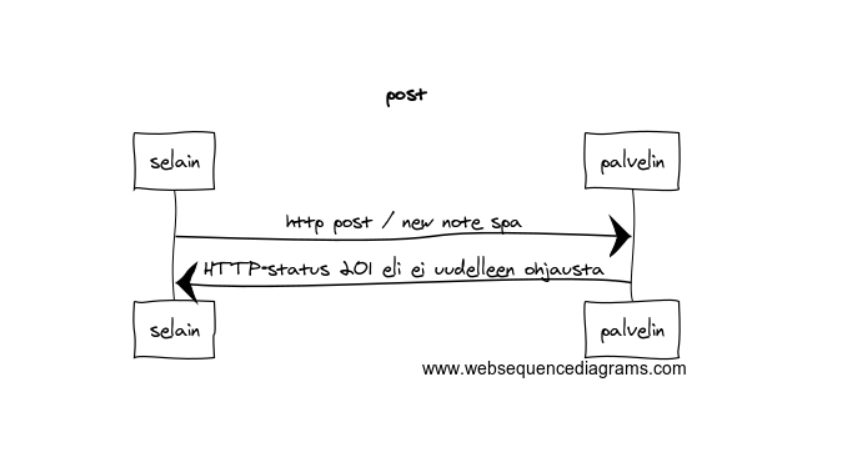 post
selain palvelin
http post / new note spa
HTTP-status 201 eli ej uudelleen ohjausta
selain palvelin
www.websequencediagrams.com